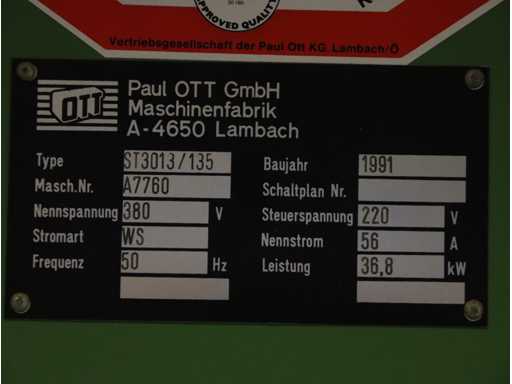 APPROVED QUALITY
Vertriebsgesellschaft der Paul Ott KG. Lambach/Ö
OTT
Paul OTT GmbH
Maschinenfabrik
A-4650 Lambach
Type ST3013/135
Masch.Nr. A7760
Nennspannung 380 V
Stromart WS
Frequenz 50 Hz
Baujahr 1991
Schaltplan Nr.
Steuerspannung 220 V
Nennstrom 56 A
Leistung 36,8 kW